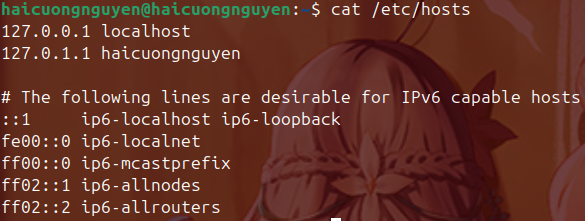 haicuongnguyen@haicuongnguyen:~$ cat /etc/hosts
127.0.0.1 localhost
127.0.1.1 haicuongnguyen
# The following lines are desirable for IPv6 capable hosts
::1     ip6-localhost ip6-loopback
fe00::0 ip6-localnet
ff00::0 ip6-mcastprefix
ff02::1 ip6-allnodes
ff02::2 ip6-allrouters